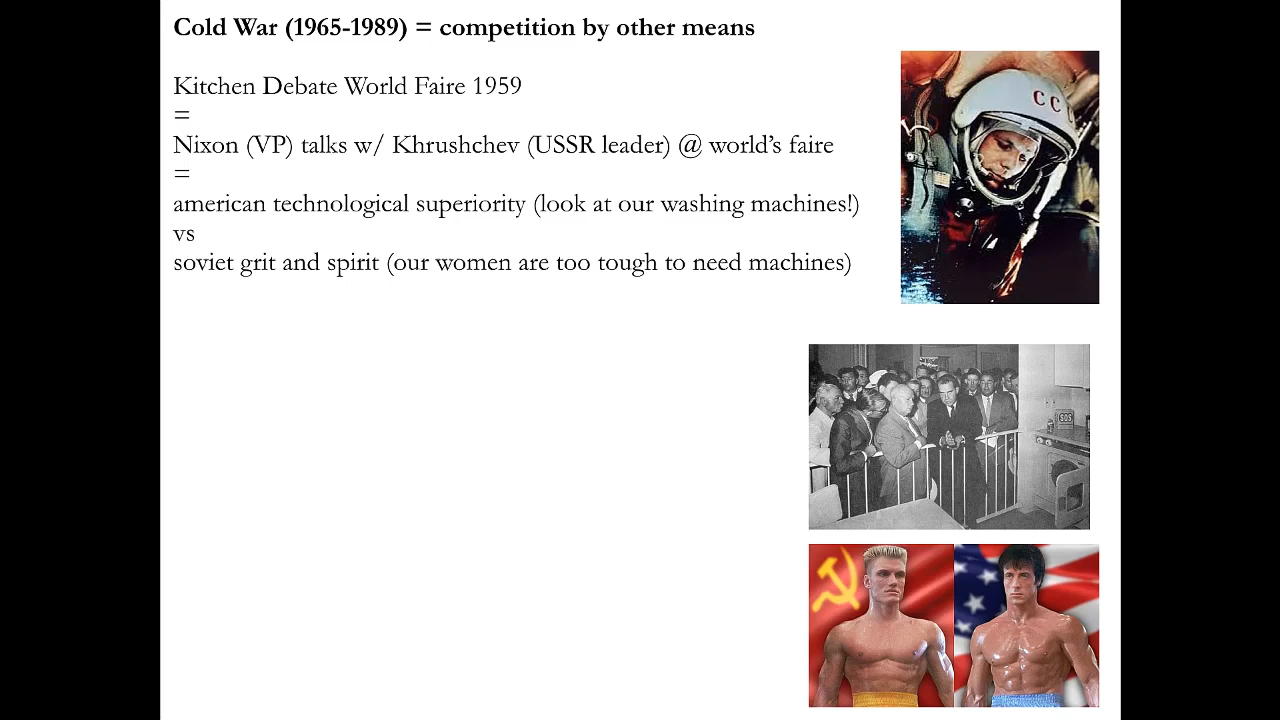 Cold War (1965-1989) = competition by other means
Kitchen Debate World Faire 1959
=
Nixon (VP) talks w/ Khrushchev (USSR leader) @ world’s faire
=
american technological superiority (look at our washing machines!)
vs
soviet grit and spirit (our women are too tough to need machines)
CC
SOS